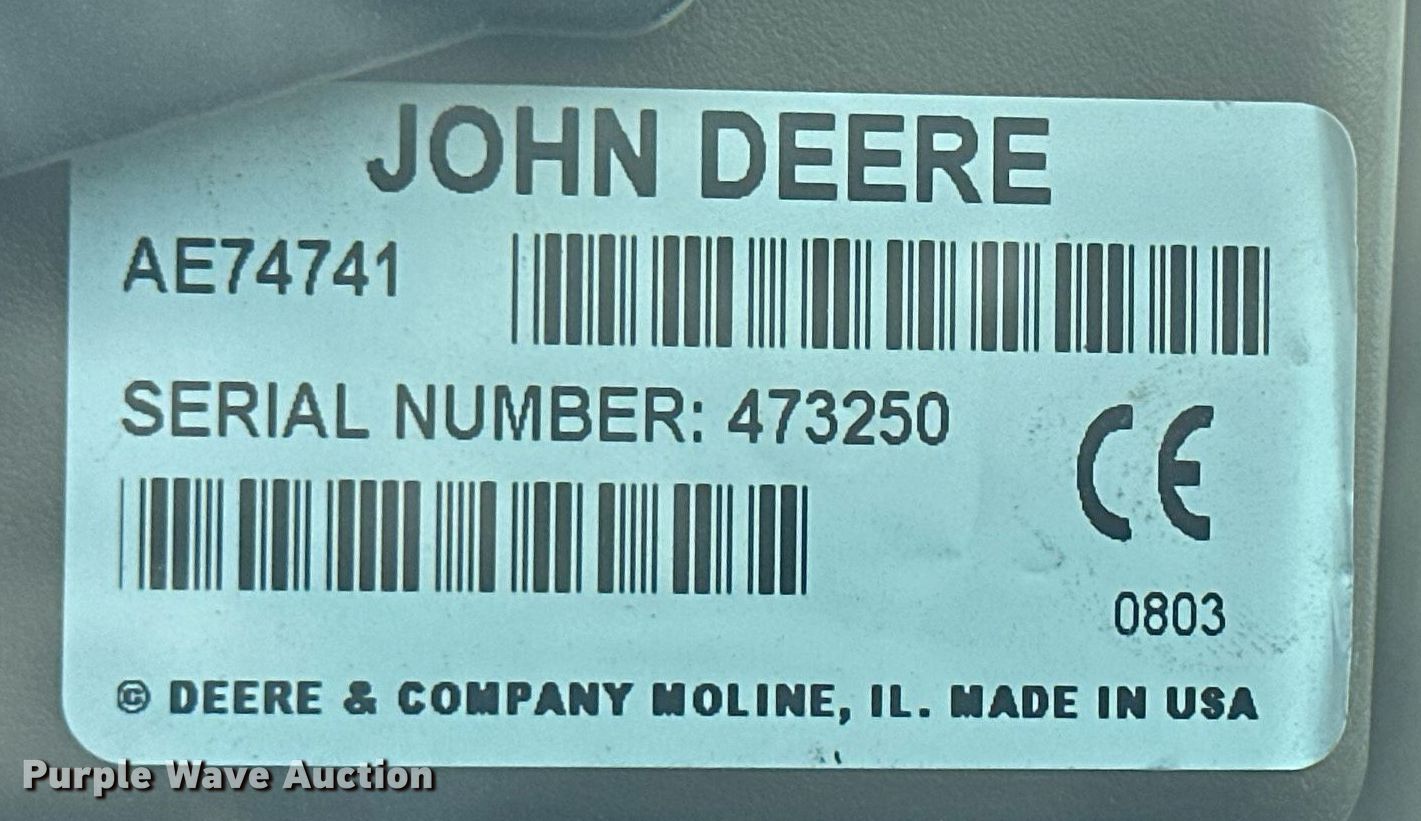 JOHN DEERE
AE74741
SERIAL NUMBER: 473250
CE
0803
© DEERE & COMPANY MOLINE, IL. MADE IN USA
Purple Wave Auction